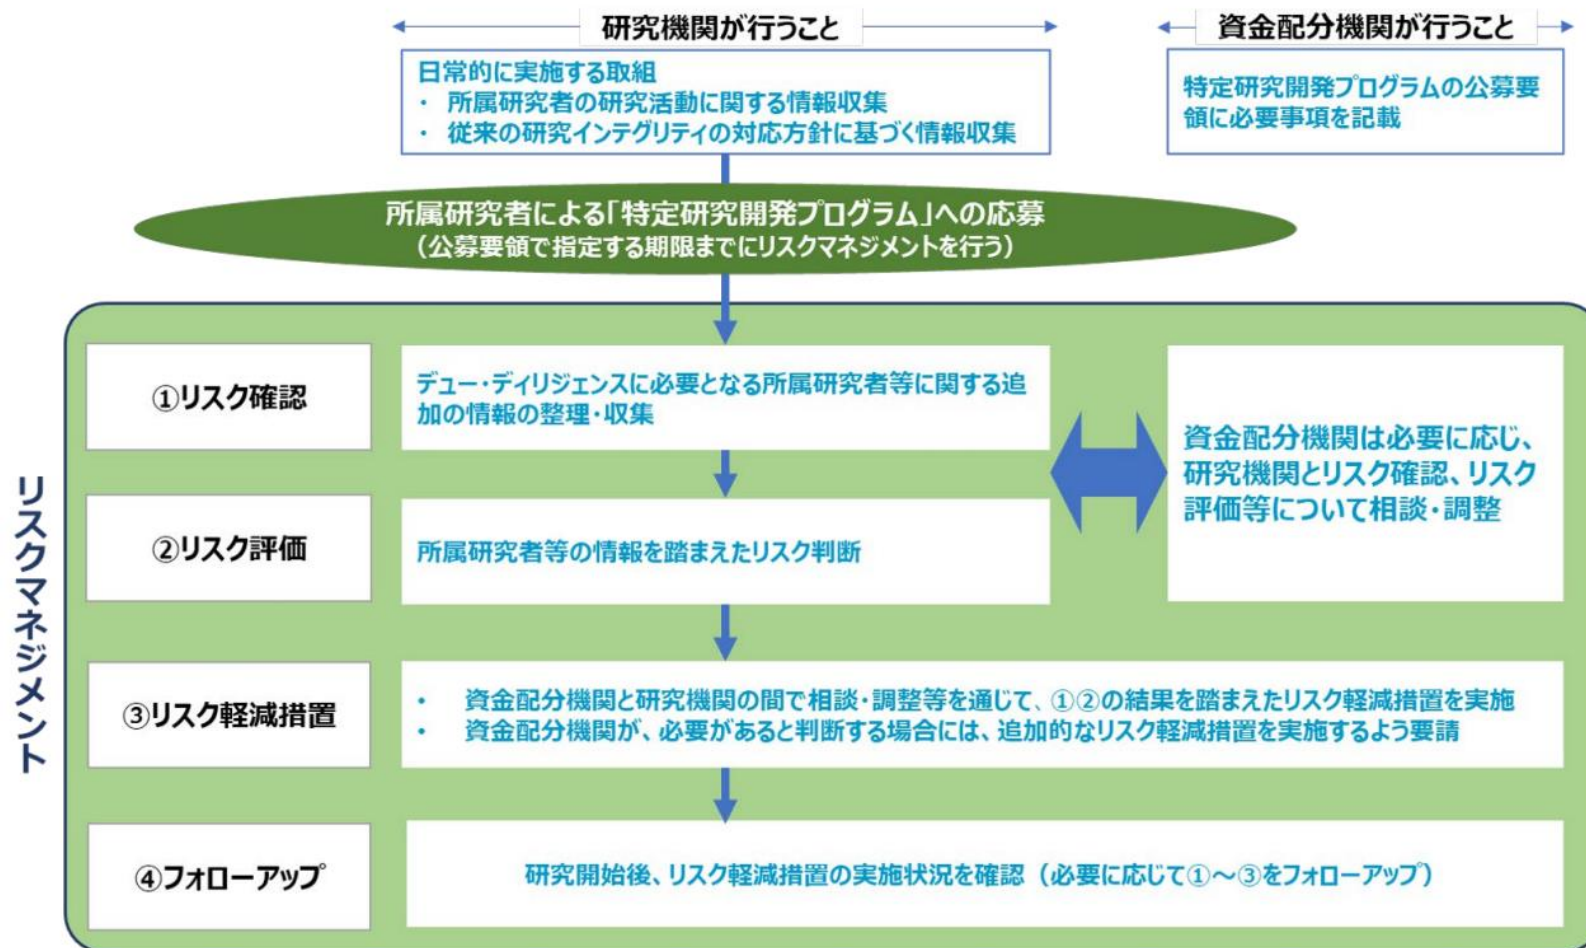 研究機関が行うこと
資金配分機関が行うこと
日常的に実施する取組
・ 所属研究者の研究活動に関する情報収集
・ 従来の研究インテグリティの対応方針に基づく情報収集
特定研究開発プログラムの公募要
領に必要事項を記載
所属研究者による「特定研究開発プログラム」への応募
（公募要領で指定する期限までにリスクマネジメントを行う）
リスクマネジメント
①リスク確認
デュー・ディリジェンスに必要となる所属研究者等に関する追
加の情報の整理・収集
資金配分機関は必要に応じ、
研究機関とリスク確認、リスク
評価等について相談・調整
②リスク評価
所属研究者等の情報を踏まえたリスク判断
③リスク軽減措置
・ 資金配分機関と研究機関の間で相談・調整等を通じて、①②の結果を踏まえたリスク軽減措置を実施
・ 資金配分機関が、必要があると判断する場合には、追加的なリスク軽減措置を実施するよう要請
④フォローアップ
研究開始後、リスク軽減措置の実施状況を確認（必要に応じて①～③をフォローアップ）